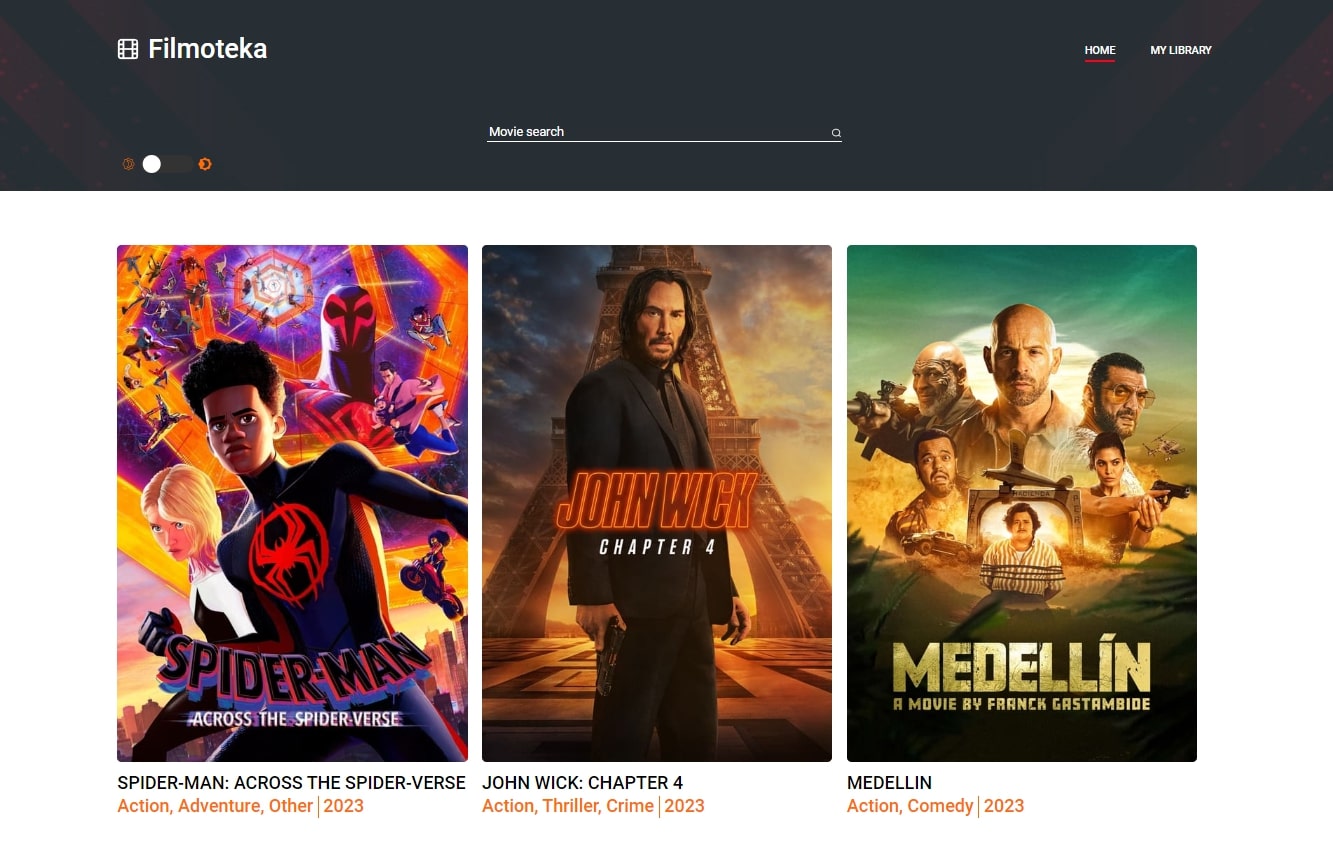 Filmoteka
HOME
MY LIBRARY
Movie search
SPIDER-MAN
ACROSS THE SPIDER-VERSE
JOHN WICK
CHAPTER 4
HACIENDA
MEDELLÍN
A MOVIE BY FRANCK GASTAMBIDE
SPIDER-MAN: ACROSS THE SPIDER-VERSE
Action, Adventure, Other | 2023
JOHN WICK: CHAPTER 4
Action, Thriller, Crime | 2023
MEDELLIN
Action, Comedy | 2023